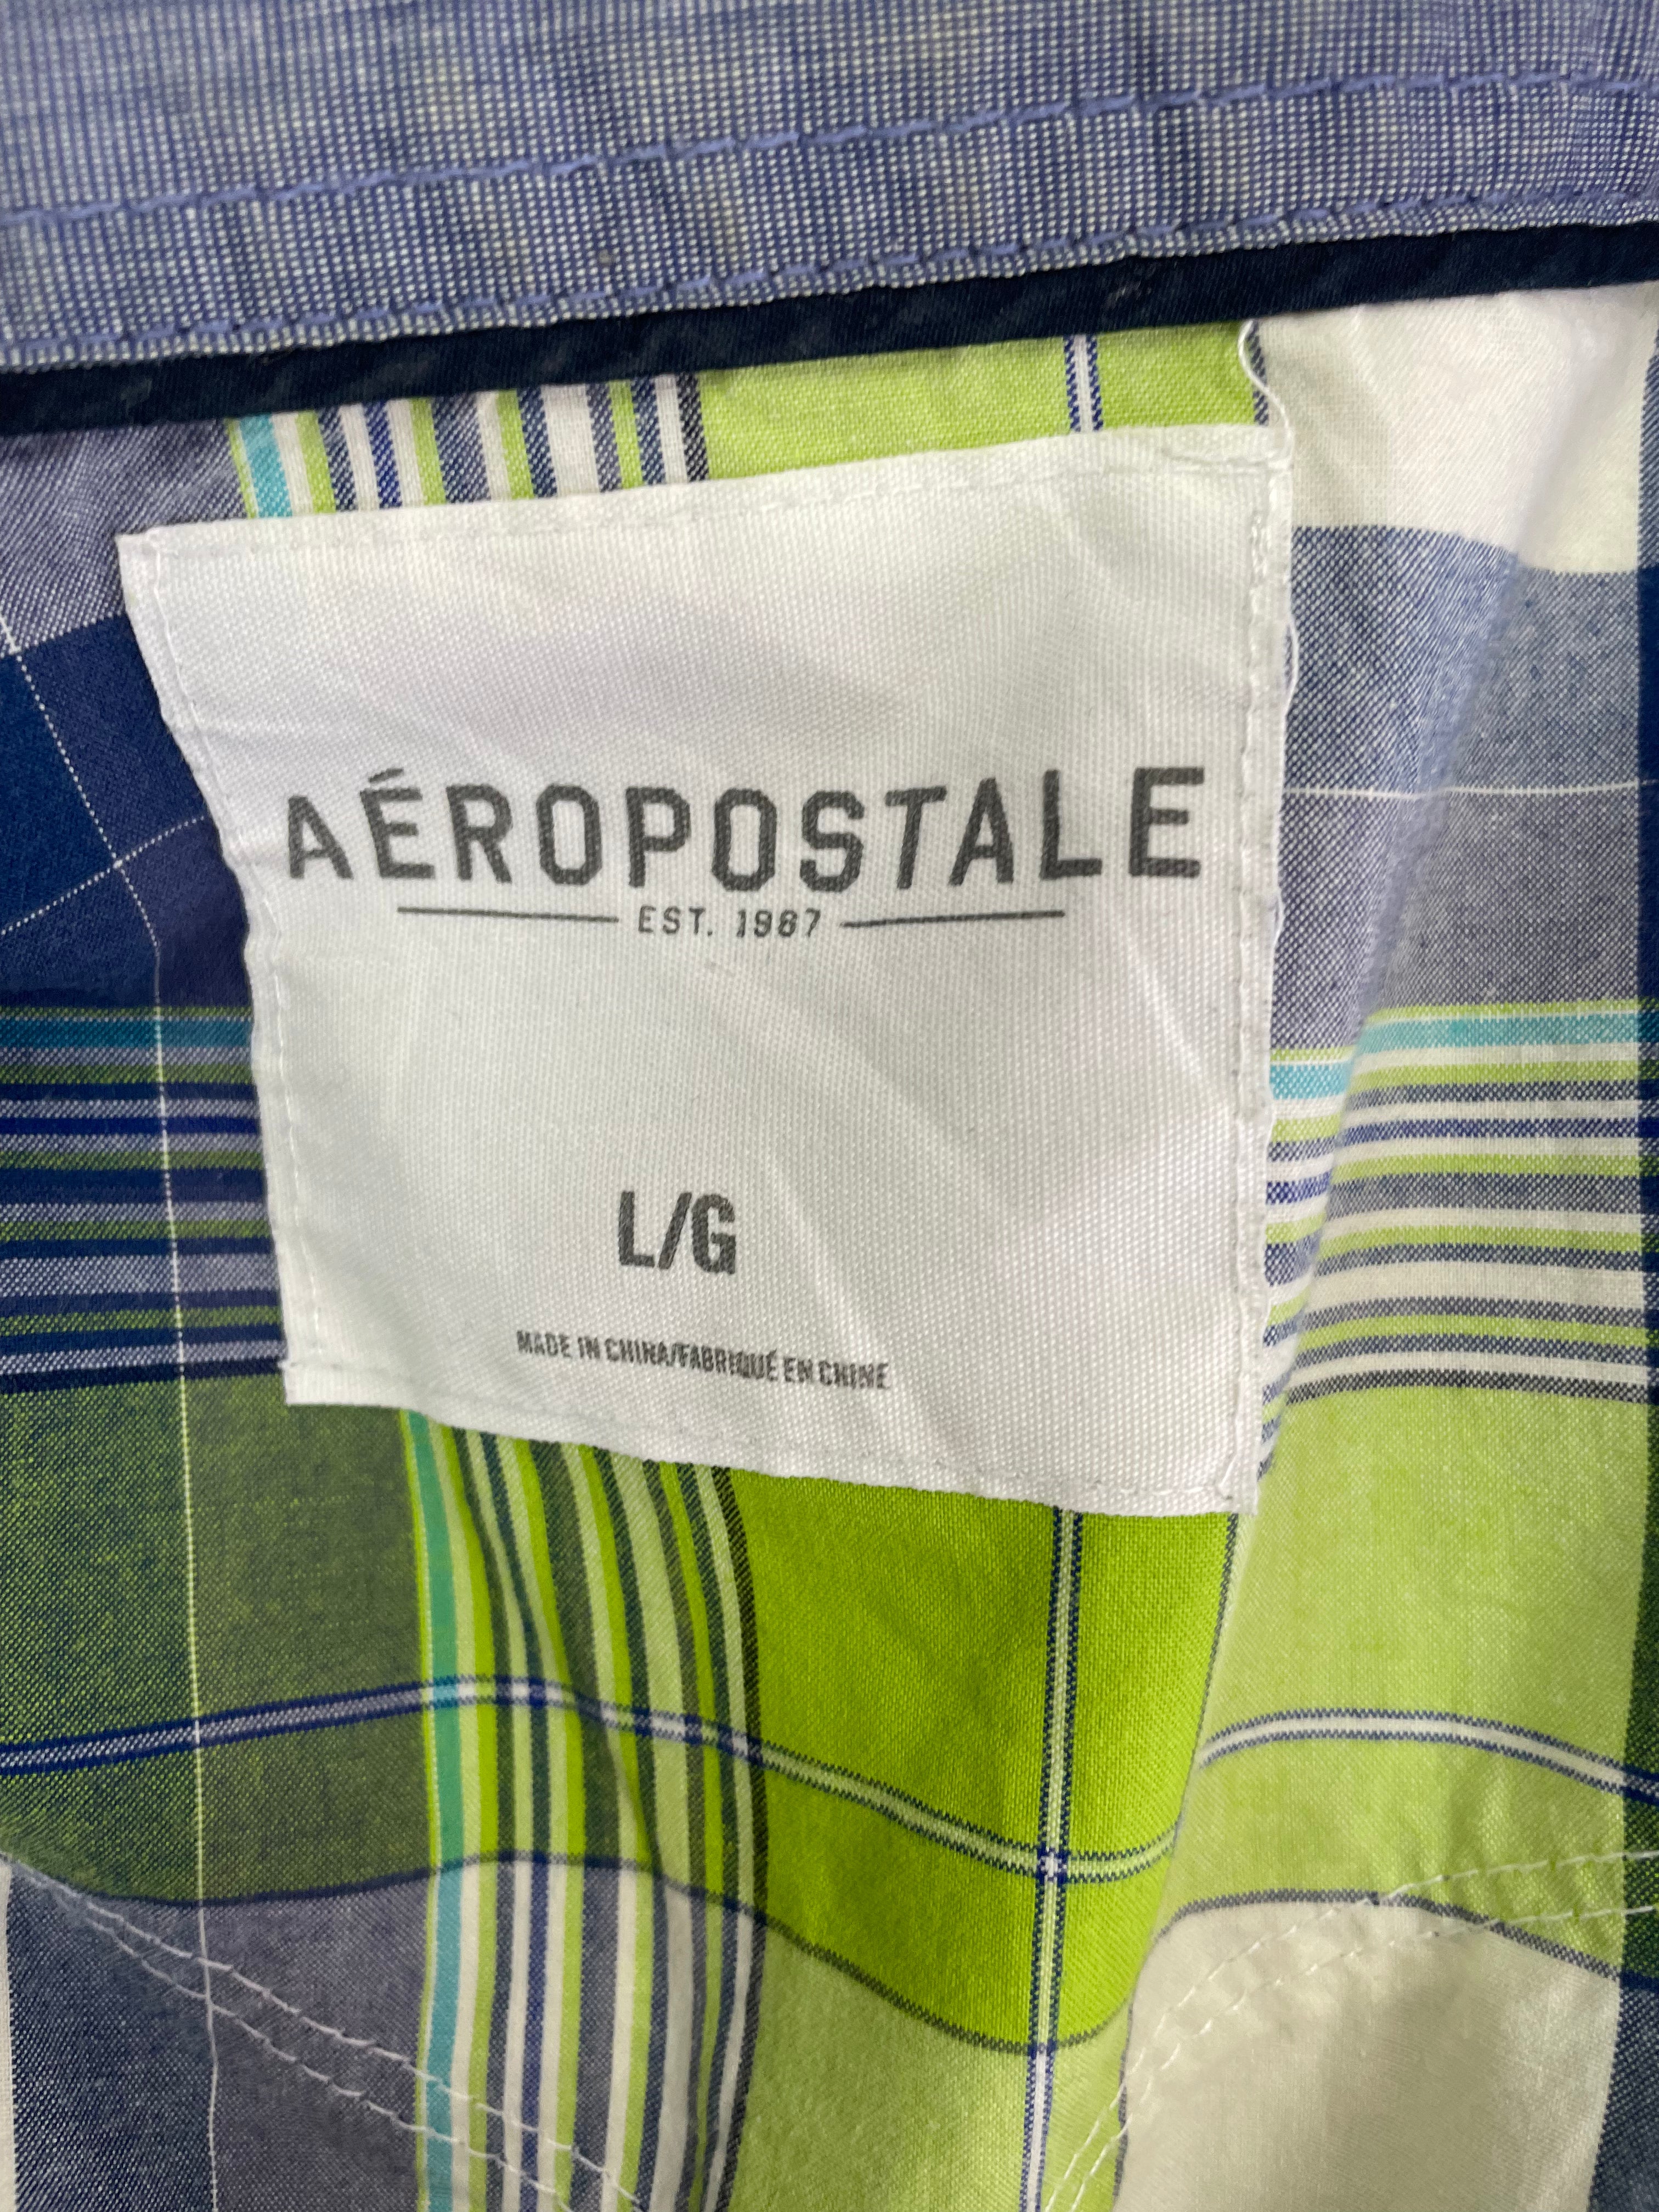 AÉROPOSTALE
EST. 1987
L/G
MADE IN CHINA/FABRIQUÉ EN CHINE